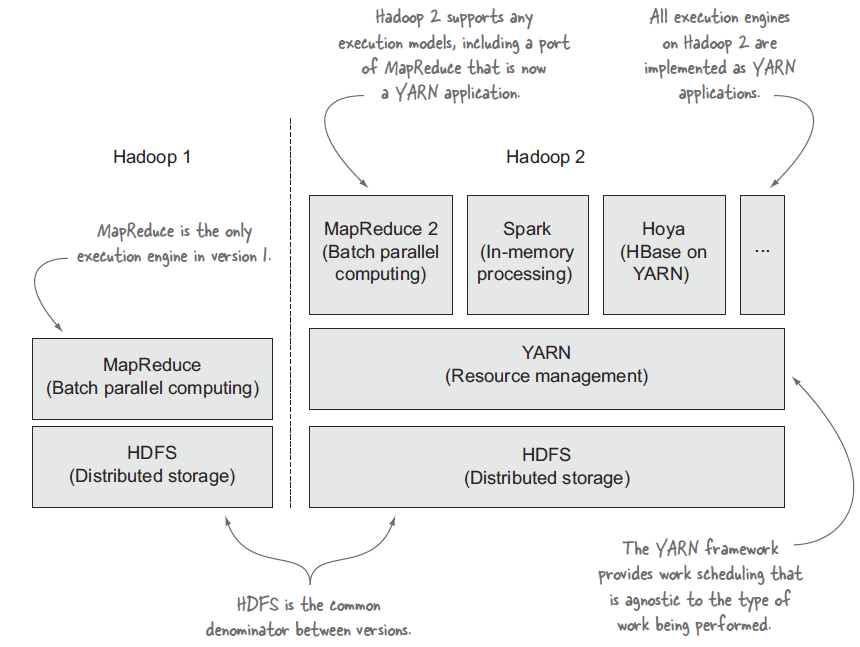 Hadoop 2 supports any
execution models, including a port
of MapReduce that is now
a YARN application.
All execution engines
on Hadoop 2 are
implemented as YARN
applications.
Hadoop 1
Hadoop 2
MapReduce is the only
execution engine in version 1.
MapReduce 2
(Batch parallel
computing)
Spark
(In-memory
processing)
Hoya
(HBase on
YARN)
...
MapReduce
(Batch parallel computing)
YARN
(Resource management)
HDFS
(Distributed storage)
HDFS
(Distributed storage)
The YARN framework
provides work scheduling that
is agnostic to the type of
work being performed.
HDFS is the common
denominator between versions.